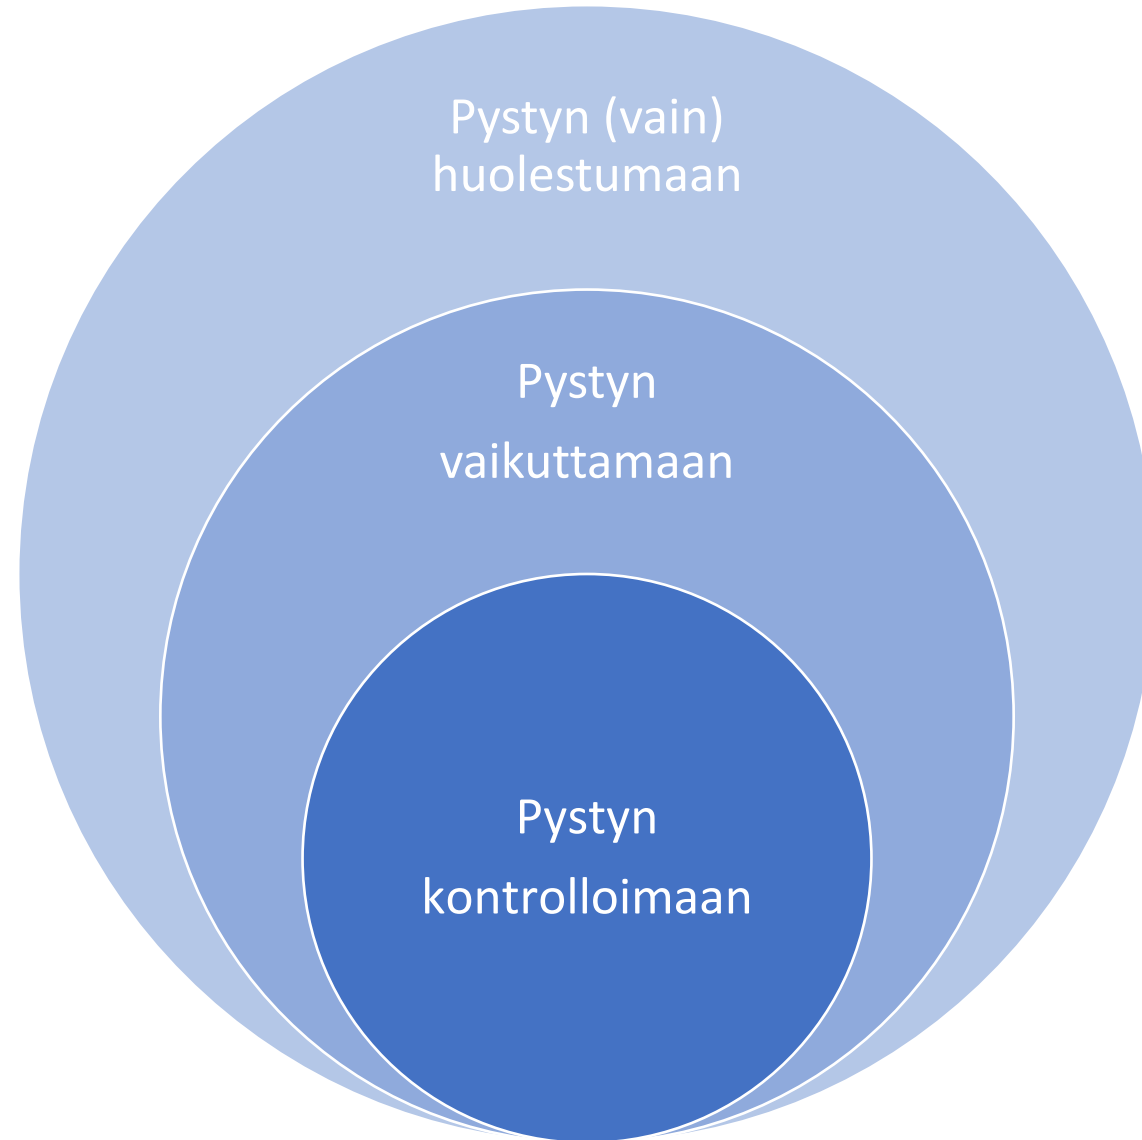 Pystyn (vain)
huolestumaan
Pystyn
vaikuttamaan
Pystyn
kontrolloimaan